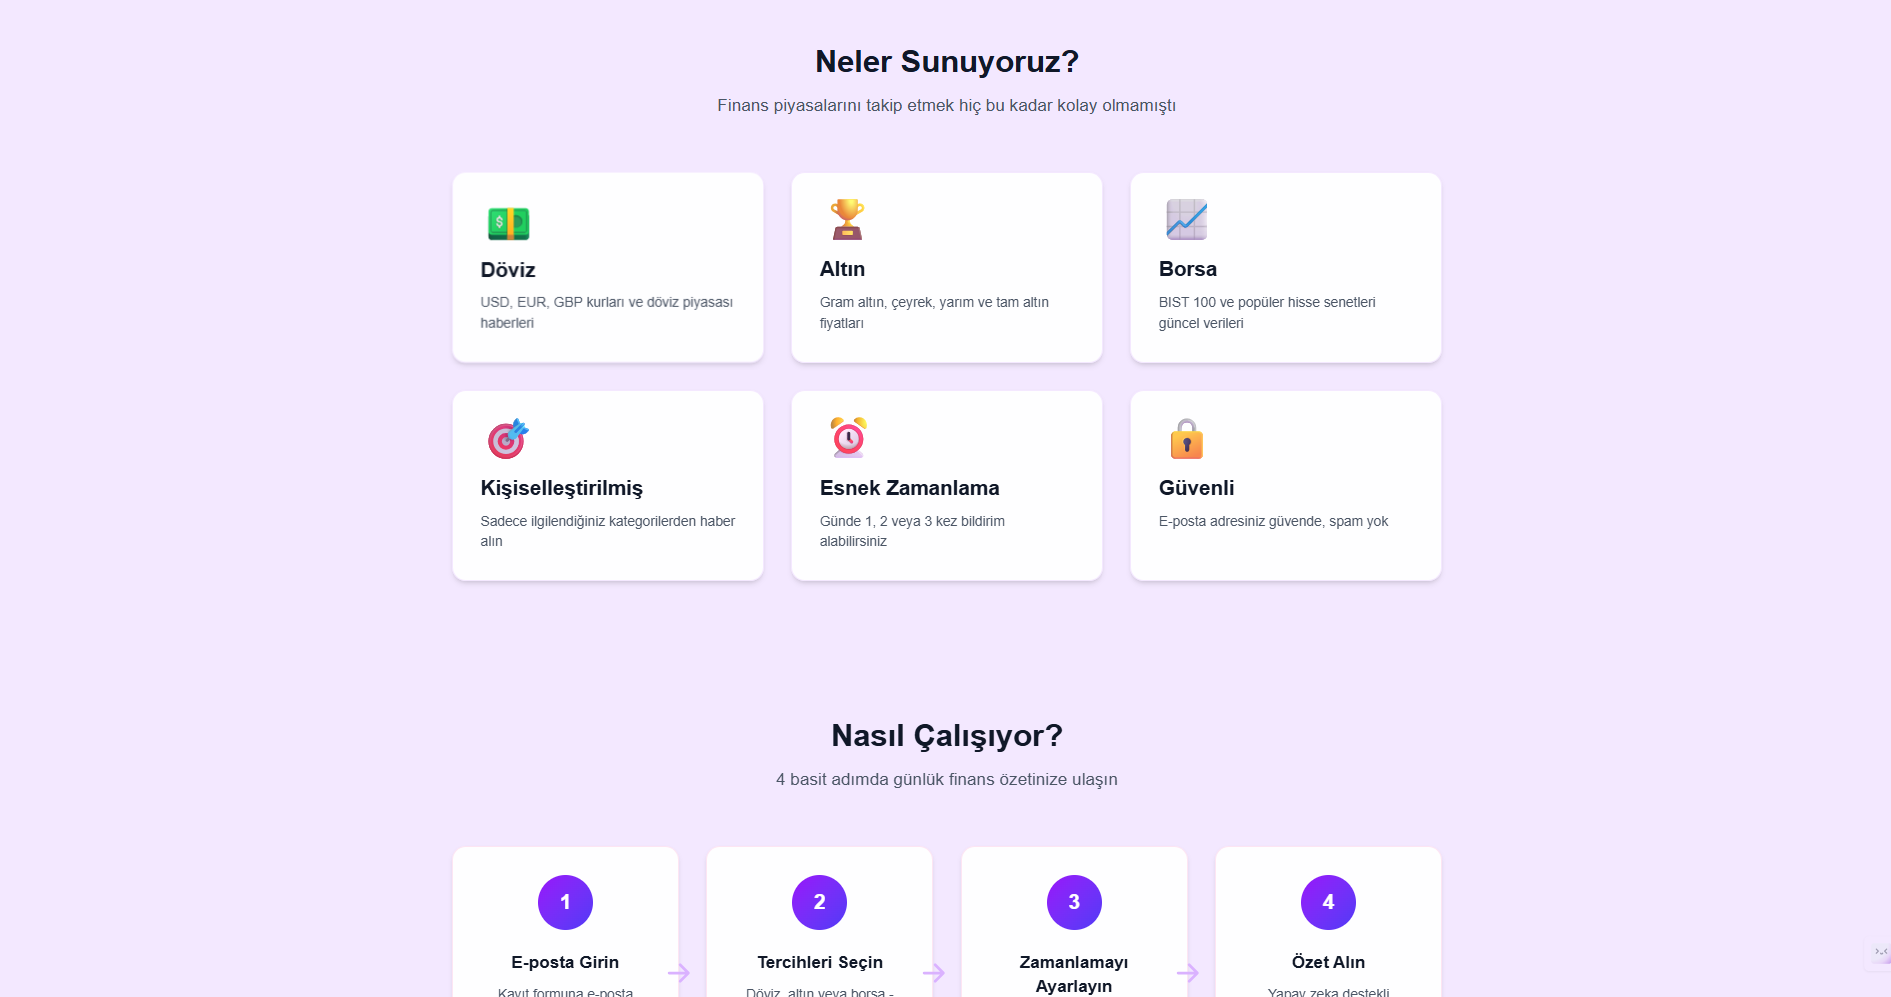 Neler Sunuyoruz?
Finans piyasalarını takip etmek hiç bu kadar kolay olmamıştı
Döviz
USD, EUR, GBP kurları ve döviz piyasası
haberleri
Altın
Gram altın, çeyrek, yarım ve tam altın
fiyatları
Borsa
BIST 100 ve popüler hisse senetleri
güncel verileri
Kişiselleştirilmiş
Sadece ilgilendiğiniz kategorilerden haber
alın
Esnek Zamanlama
Günde 1, 2 veya 3 kez bildirim
alabilirsiniz
Güvenli
E-posta adresiniz güvende, spam yok
Nasıl Çalışıyor?
4 basit adımda günlük finans özetinize ulaşın
1
E-posta Girin
Kayıt formuna e-posta
2
Tercihleri Seçin
Döviz, altın veya borsa -
3
Zamanlamayı
Ayarlayın
4
Özet Alın
Yapay zeka destekli